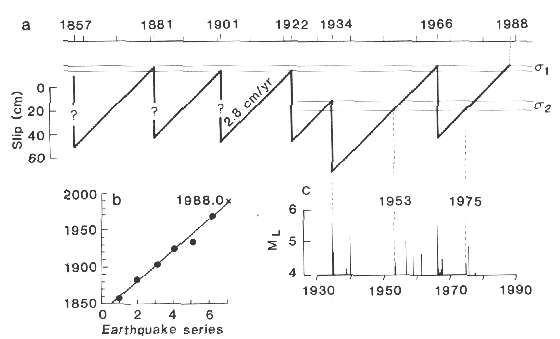 a
1857 1881 1901 1922 1934 1966 1988
σ1
σ2
Slip (cm)
0
20
40
60
?
?
?
2.8 cm/yr
b
1988.0x
2000
1950
1900
1850
0 2 4 6
Earthquake series
c
1953 1975
ML
6
5
4
1930 1950 1970 1990